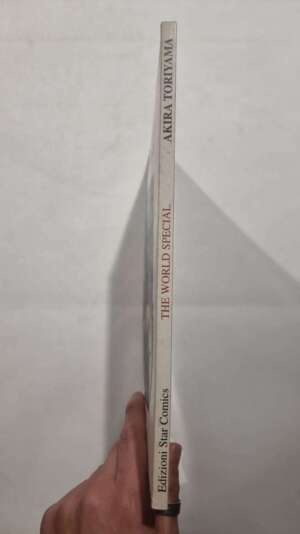 Edizioni Star Comics
THE WORLD SPECIAL
AKIRA TORIYAMA